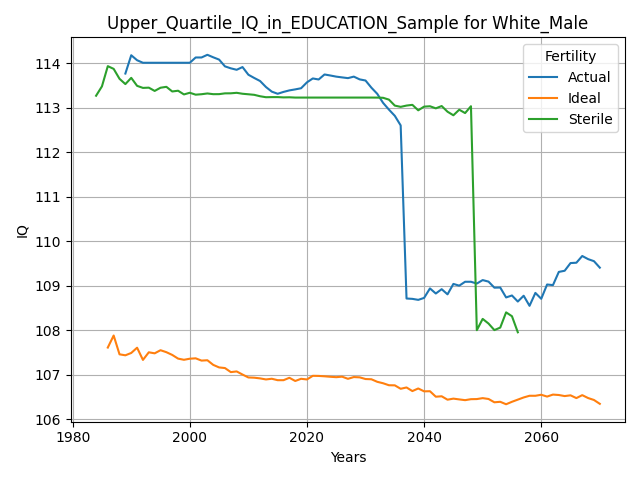 Upper_Quartile_IQ_in_EDUCATION_Sample for White_Male
Fertility
Actual
Ideal
Sterile
IQ
114
113
112
111
110
109
108
107
106
1980
2000
2020
2040
2060
Years